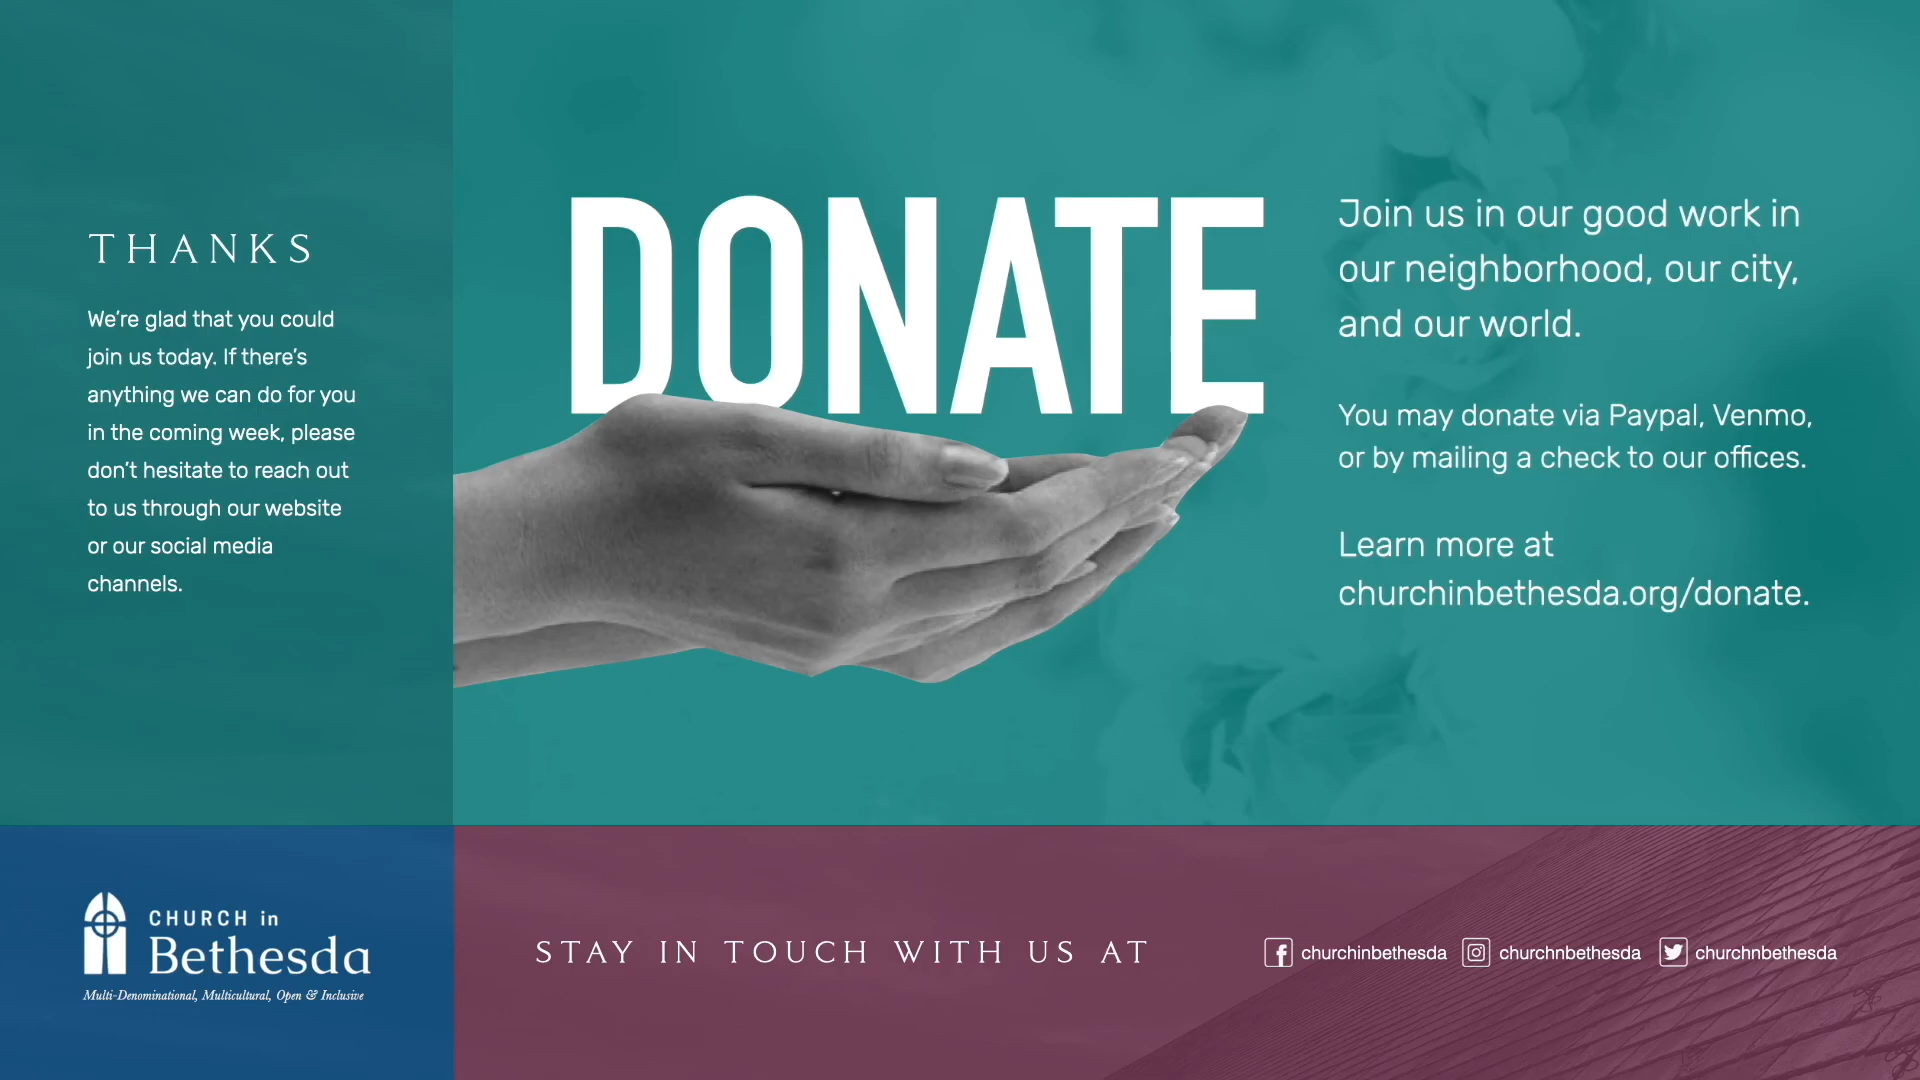 THANKS
We’re glad that you could
join us today. If there’s
anything we can do for you
in the coming week, please
don’t hesitate to reach out
to us through our website
or our social media
channels.
DONATE
Join us in our good work in
our neighborhood, our city,
and our world.
You may donate via Paypal, Venmo,
or by mailing a check to our offices.
Learn more at
churchinbethesda.org/donate.
CHURCH in
Bethesda
Multi-Denominational, Multicultural, Open & Inclusive
STAY IN TOUCH WITH US AT
churchinbethesda churchnbethesda churchnbethesda